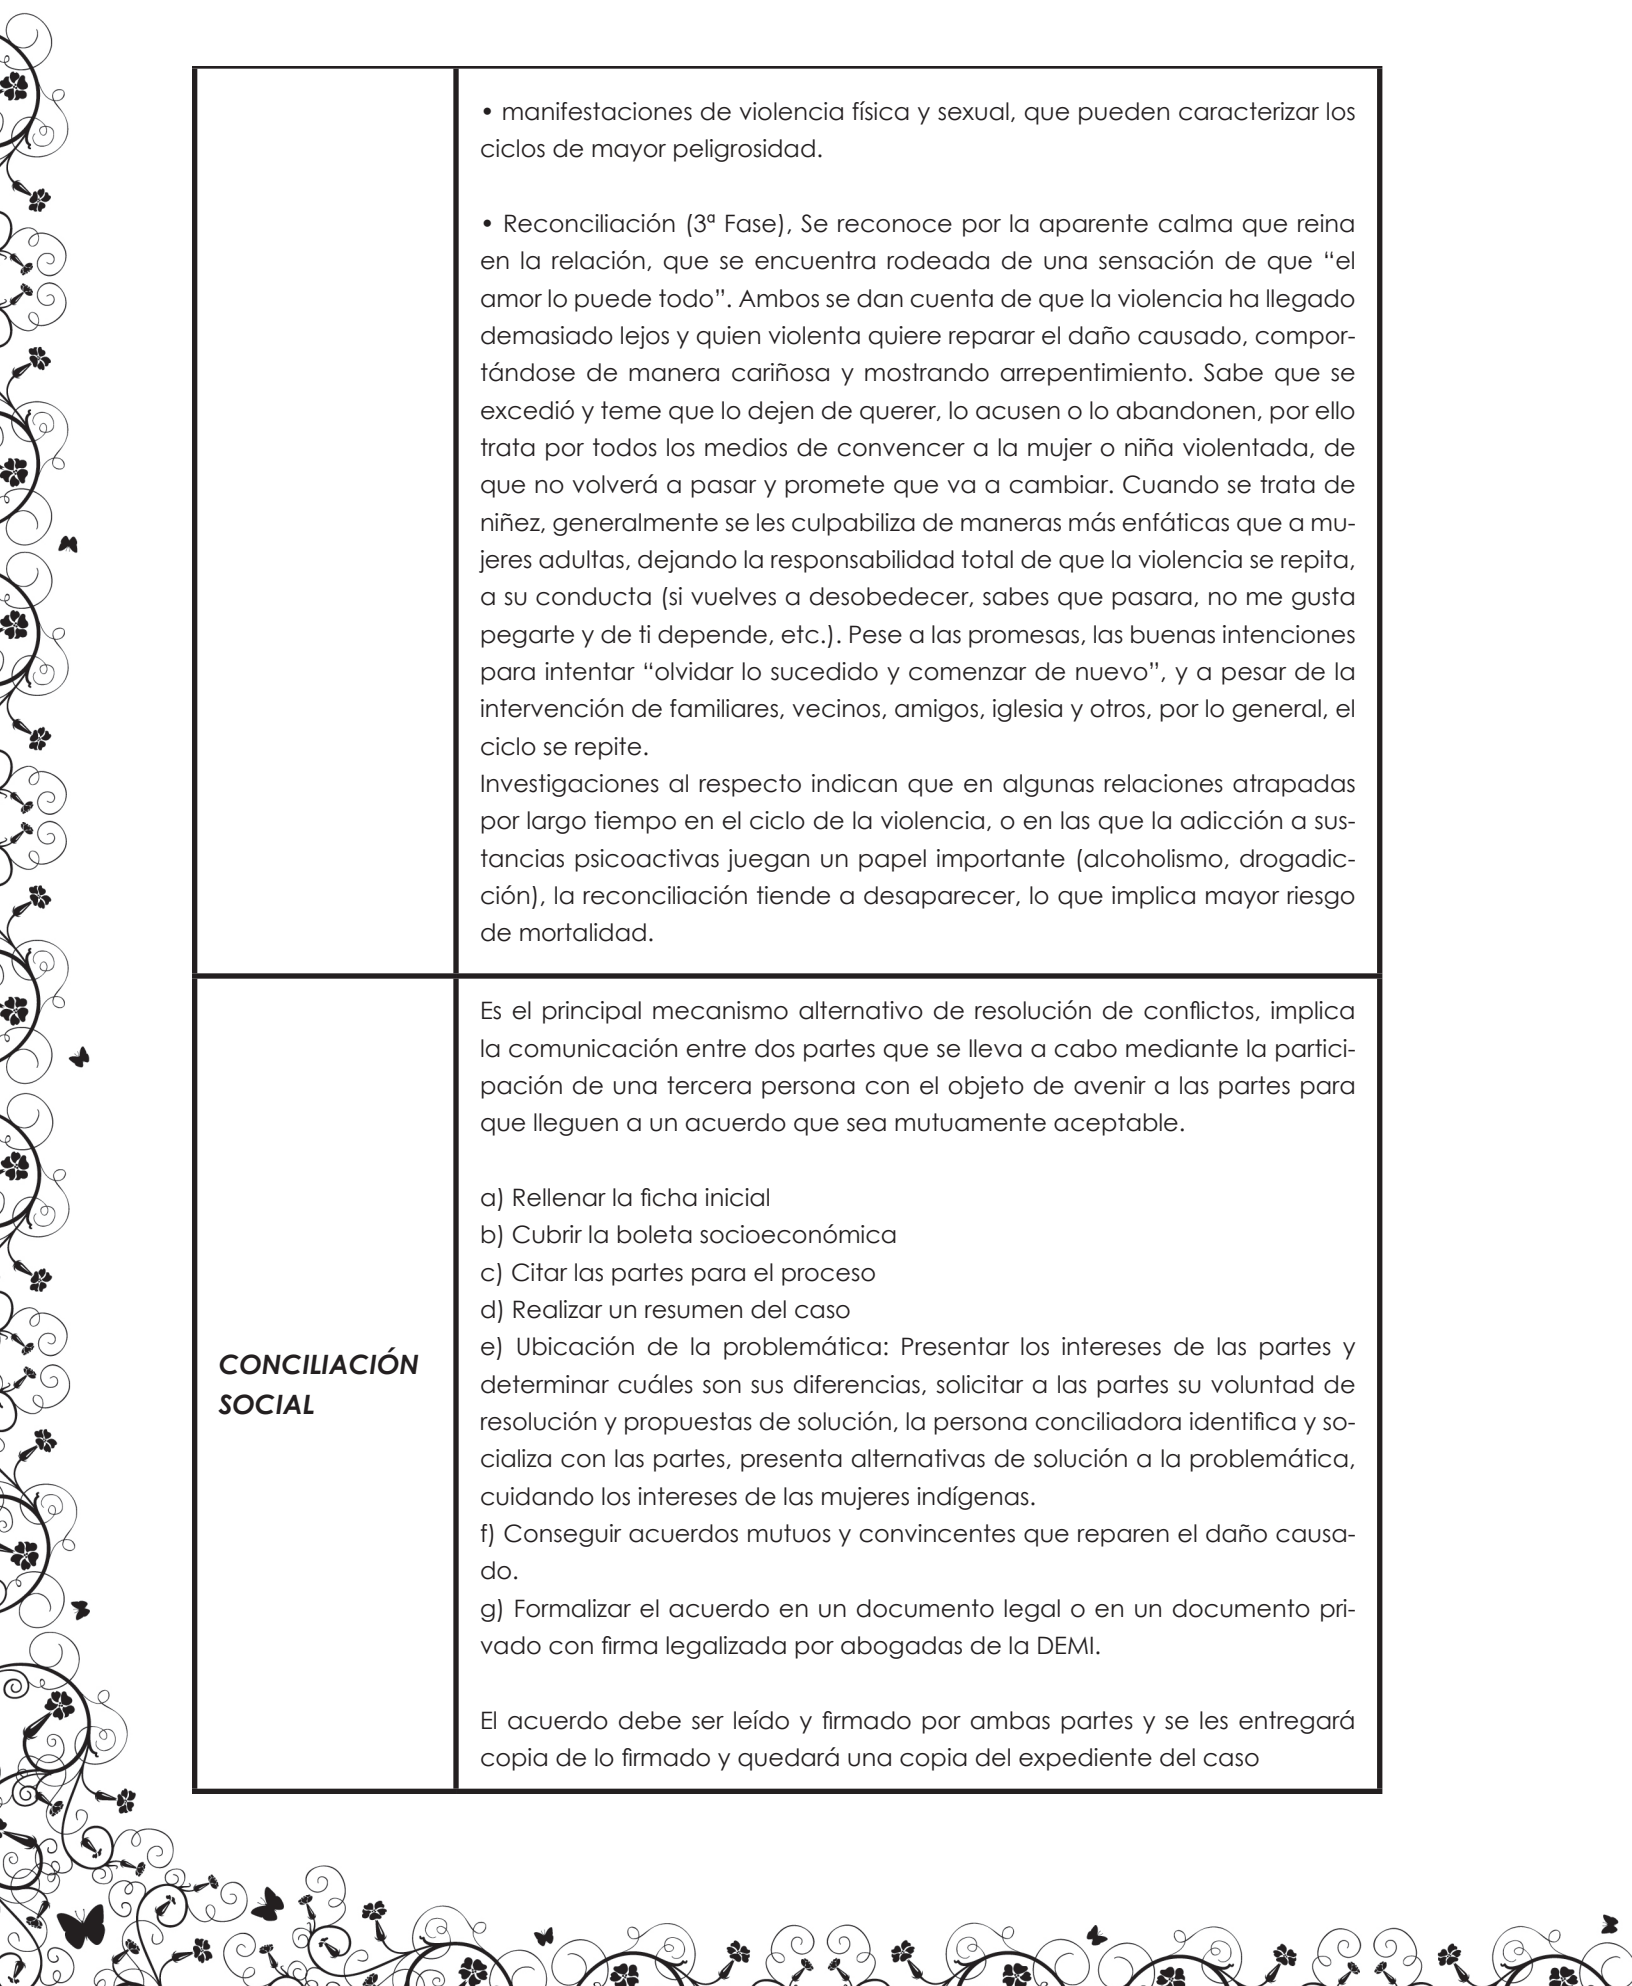 • manifestaciones de violencia física y sexual, que pueden caracterizar los
ciclos de mayor peligrosidad.
• Reconciliación (3ª Fase), Se reconoce por la aparente calma que reina
en la relación, que se encuentra rodeada de una sensación de que “el
amor lo puede todo”. Ambos se dan cuenta de que la violencia ha llegado
demasiado lejos y quien violenta quiere reparar el daño causado, compor-
tándose de manera cariñosa y mostrando arrepentimiento. Sabe que se
excedió y teme que lo dejen de querer, lo acusen o lo abandonen, por ello
trata por todos los medios de convencer a la mujer o niña violentada, de
que no volverá a pasar y promete que va a cambiar. Cuando se trata de
niñez, generalmente se les culpabiliza de maneras más enfáticas que a mu-
jeres adultas, dejando la responsabilidad total de que la violencia se repita,
a su conducta (si vuelves a desobedecer, sabes que pasara, no me gusta
pegarte y de ti depende, etc.). Pese a las promesas, las buenas intenciones
para intentar “olvidar lo sucedido y comenzar de nuevo”, y a pesar de la
intervención de familiares, vecinos, amigos, iglesia y otros, por lo general, el
ciclo se repite.
Investigaciones al respecto indican que en algunas relaciones atrapadas
por largo tiempo en el ciclo de la violencia, o en las que la adicción a sus-
tancias psicoactivas juegan un papel importante (alcoholismo, drogadic-
ción), la reconciliación tiende a desaparecer, lo que implica mayor riesgo
de mortalidad.
CONCILIACIÓN
SOCIAL
Es el principal mecanismo alternativo de resolución de conflictos, implica
la comunicación entre dos partes que se lleva a cabo mediante la partici-
pación de una tercera persona con el objeto de avenir a las partes para
que lleguen a un acuerdo que sea mutuamente aceptable.
a) Rellenar la ficha inicial
b) Cubrir la boleta socioeconómica
c) Citar las partes para el proceso
d) Realizar un resumen del caso
e) Ubicación de la problemática: Presentar los intereses de las partes y
determinar cuáles son sus diferencias, solicitar a las partes su voluntad de
resolución y propuestas de solución, la persona conciliadora identifica y so-
cializa con las partes, presenta alternativas de solución a la problemática,
cuidando los intereses de las mujeres indígenas.
f) Conseguir acuerdos mutuos y convincentes que reparen el daño causa-
do.
g) Formalizar el acuerdo en un documento legal o en un documento pri-
vado con firma legalizada por abogadas de la DEMI.
El acuerdo debe ser leído y firmado por ambas partes y se les entregará
copia de lo firmado y quedará una copia del expediente del caso